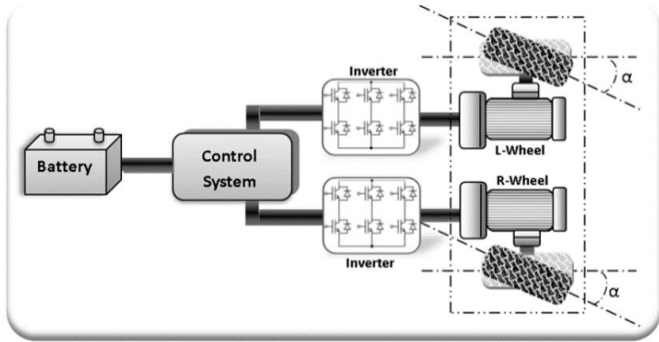 Inverter
α
L-Wheel
Battery
Control
System
R-Wheel
Inverter
α